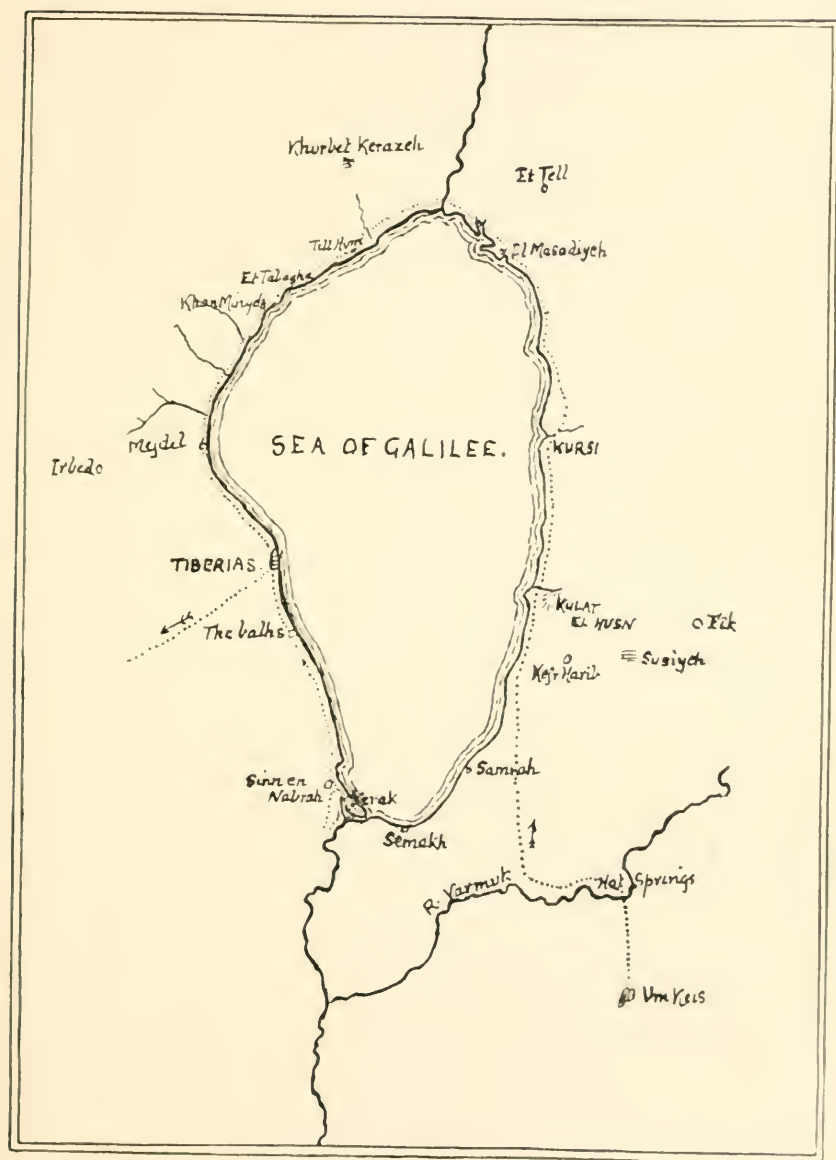 Khurbet Kerazeh
Et Tell
Tell Hum
El Masadiyeh
Et Tabagha
Khan Minyeh
Mejdel
SEA OF GALILEE.
KURSI
Irbed
TIBERIAS
KULAT
EL HUSN
Fik
The baths
Susiyeh
Kefr Harib
Sinn en
Nabrah
Kerak
Samrah
Semakh
R. Yarmuk
Hot Springs
Um Keis